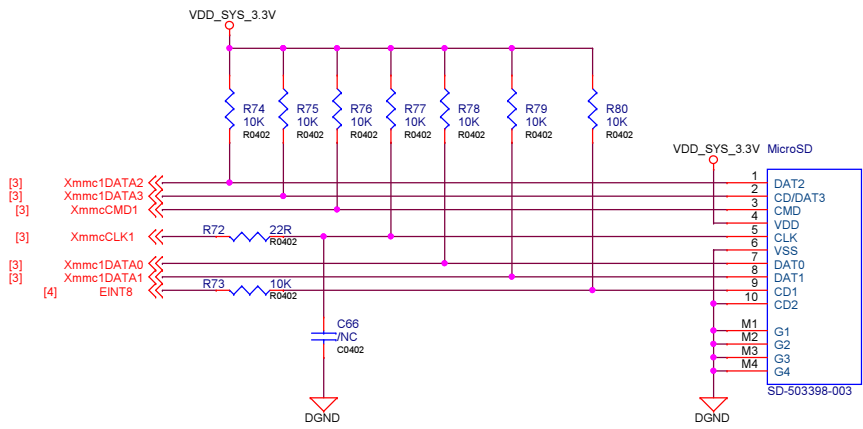 VDD_SYS_3.3V
R74 R75 R76 R77 R78 R79 R80
10K 10K 10K 10K 10K 10K 10K
R0402 R0402 R0402 R0402 R0402 R0402 R0402
VDD_SYS_3.3V MicroSD
[3] Xmmc1DATA2 1 DAT2
[3] Xmmc1DATA3 2 CD/DAT3
[3] XmmcCMD1 3 CMD
4 VDD
[3] XmmcCLK1 R72 22R 5 CLK
R0402
6 VSS
[3] Xmmc1DATA0 7 DAT0
[3] Xmmc1DATA1 8 DAT1
[4] EINT8 R73 10K 9 CD1
R0402
10 CD2
C66
/NC
C0402
M1 G1
M2 G2
M3 G3
M4 G4
SD-503398-003
DGND DGND